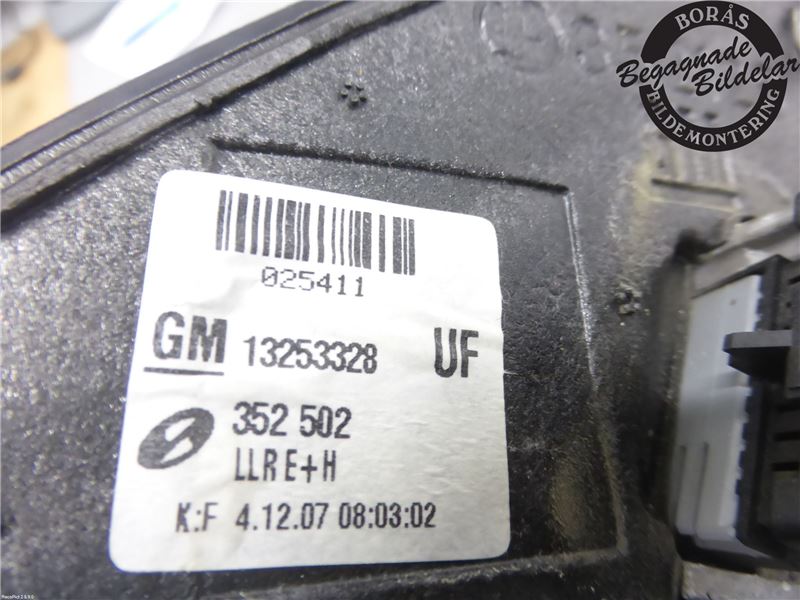 BORÅS
Begagnade
Bildelar
BILDEMONTERING
025411
GM 13253328 UF
352 502
LLR E+H
K:F 4.12.07 08:03:02